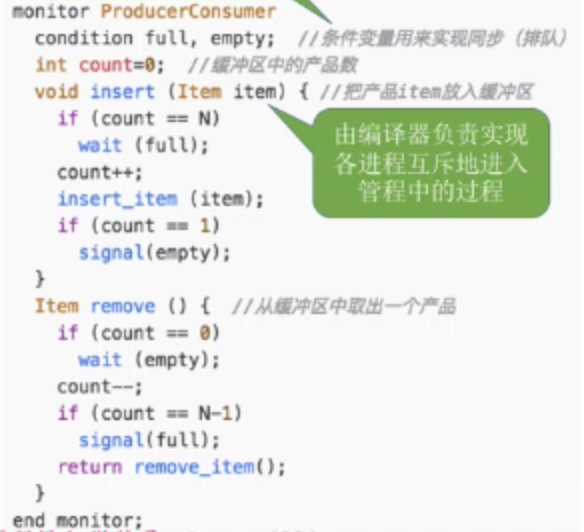 monitor ProducerConsumer
condition full, empty; //条件变量用来实现同步（排队）
int count=0; //缓冲区中的产品数
void insert (Item item) { //把产品item放入缓冲区
if (count == N)
wait (full);
count++;
insert_item (item);
if (count == 1)
signal(empty);
}
由编译器负责实现
各进程互斥地进入
管程中的过程
Item remove () { //从缓冲区中取出一个产品
if (count == 0)
wait (empty);
count--;
if (count == N-1)
signal(full);
return remove_item();
}
end monitor;